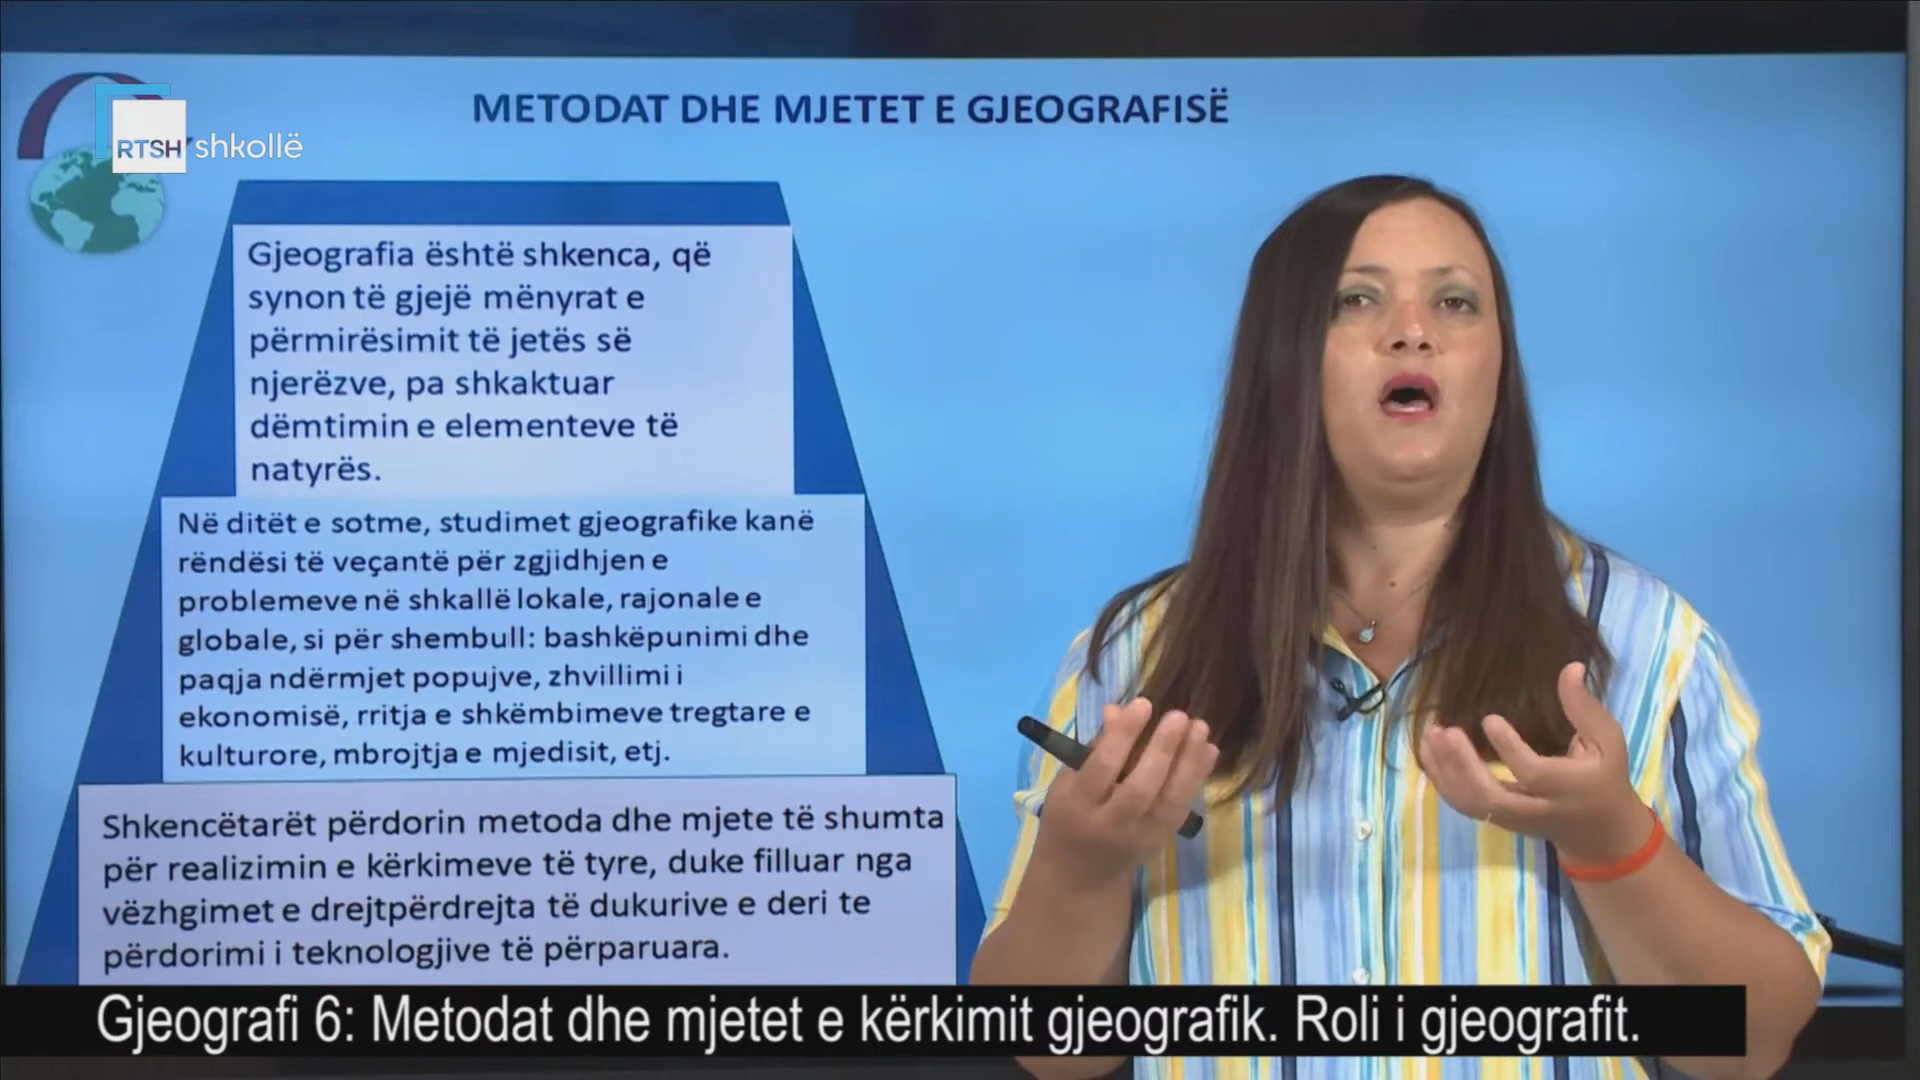 METODAT DHE MJETET E GJEOGRAFISË
RTSH shkollë
Gjeografia është shkenca, që
synon të gjejë mënyrat e
përmirësimit të jetës së
njerëzve, pa shkaktuar
dëmtimin e elementeve të
natyrës.
Në ditët e sotme, studimet gjeografike kanë
rëndësi të veçantë për zgjidhjen e
problemeve në shkallë lokale, rajonale e
globale, si për shembull: bashkëpunimi dhe
paqja ndërmjet popujve, zhvillimi i
ekonomisë, rritja e shkëmbimeve tregtare e
kulturore, mbrojtja e mjedisit, etj.
Shkencëtarët përdorin metoda dhe mjete të shumta
për realizimin e kërkimeve të tyre, duke filluar nga
vëzhgimet e drejtpërdrejta të dukurive e deri te
përdorimi i teknologjive të përparuara.
Gjeografi 6: Metodat dhe mjetet e kërkimit gjeografik. Roli i gjeografit.